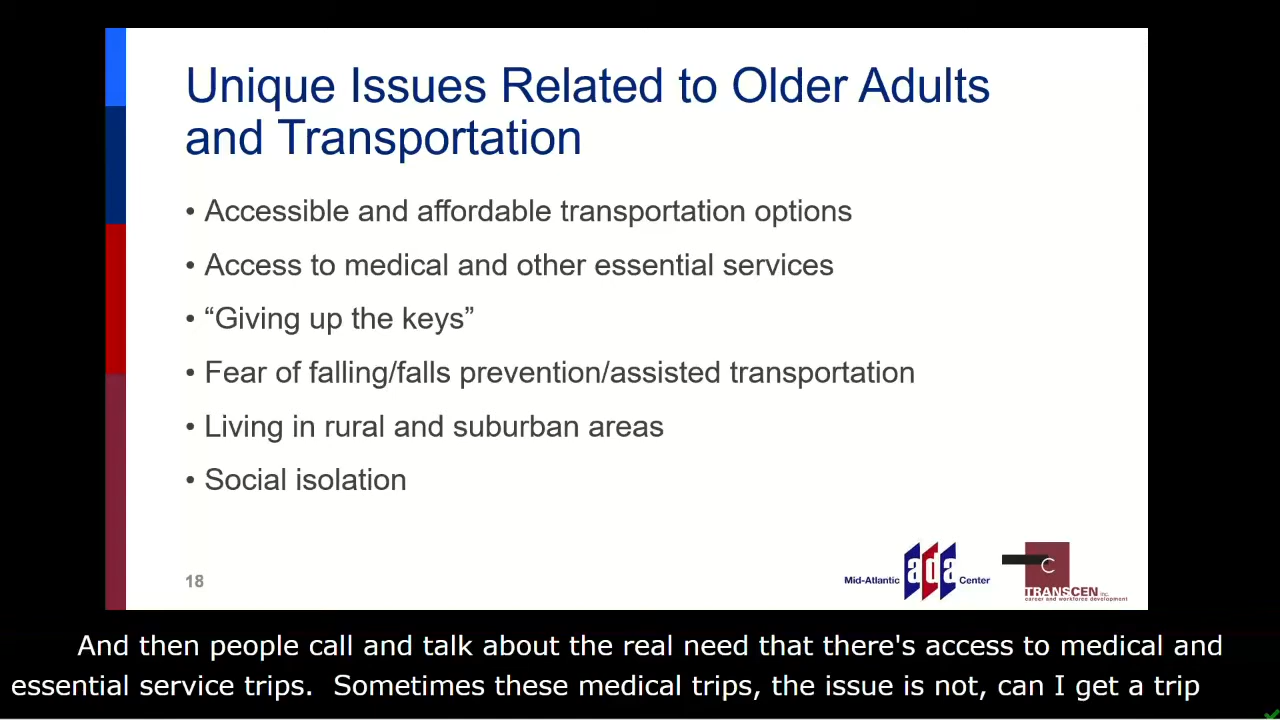 Unique Issues Related to Older Adults
and Transportation
• Accessible and affordable transportation options
• Access to medical and other essential services
• “Giving up the keys”
• Fear of falling/falls prevention/assisted transportation
• Living in rural and suburban areas
• Social isolation
18
Mid-Atlantic ada Center
C
TRANSCEN inc.
career and workforce development
And then people call and talk about the real need that there's access to medical and
essential service trips.  Sometimes these medical trips, the issue is not, can I get a trip